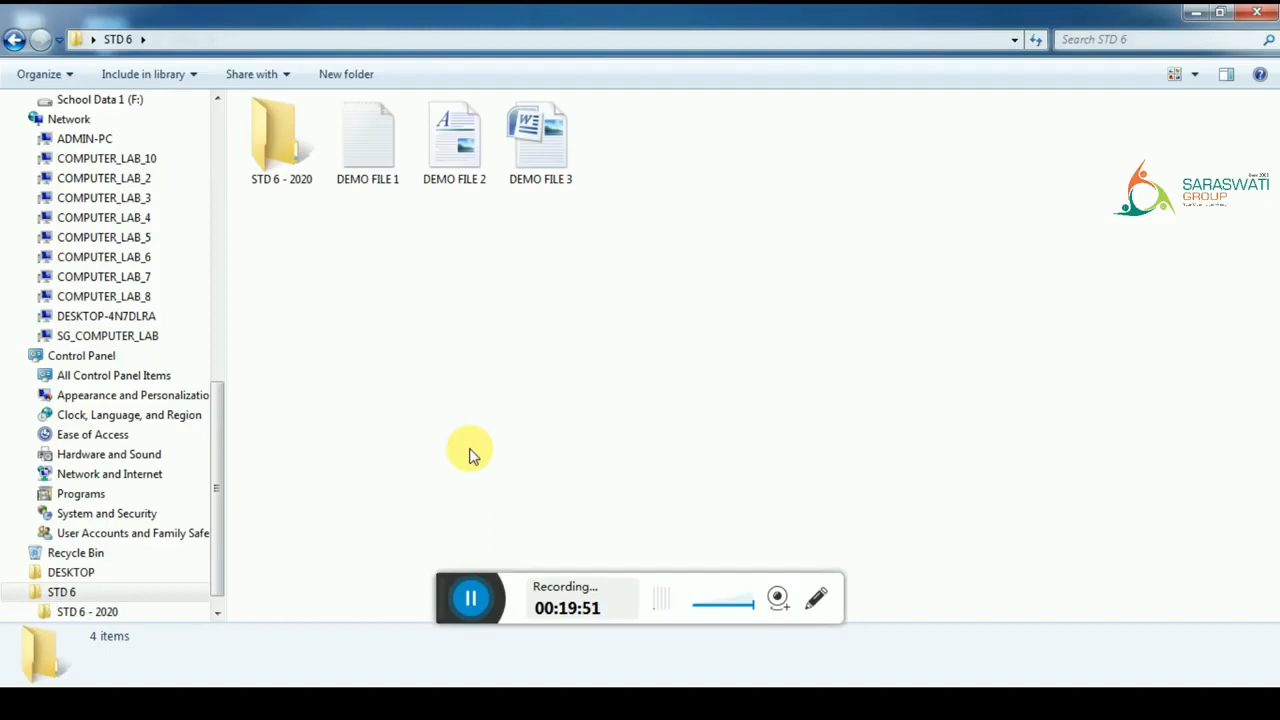 STD 6
Search STD 6
Organize
Include in library
Share with
New folder
School Data 1 (F:)
Network
ADMIN-PC
COMPUTER_LAB_10
COMPUTER_LAB_2
COMPUTER_LAB_3
COMPUTER_LAB_4
COMPUTER_LAB_5
COMPUTER_LAB_6
COMPUTER_LAB_7
COMPUTER_LAB_8
DESKTOP-4N7DLRA
SG_COMPUTER_LAB
Control Panel
All Control Panel Items
Appearance and Personalizatio
Clock, Language, and Region
Ease of Access
Hardware and Sound
Network and Internet
Programs
System and Security
User Accounts and Family Safe
Recycle Bin
DESKTOP
STD 6
STD 6 - 2020
STD 6 - 2020
DEMO FILE 1
DEMO FILE 2
DEMO FILE 3
SARASWATI
GROUP
Recording...
00:19:51
4 items